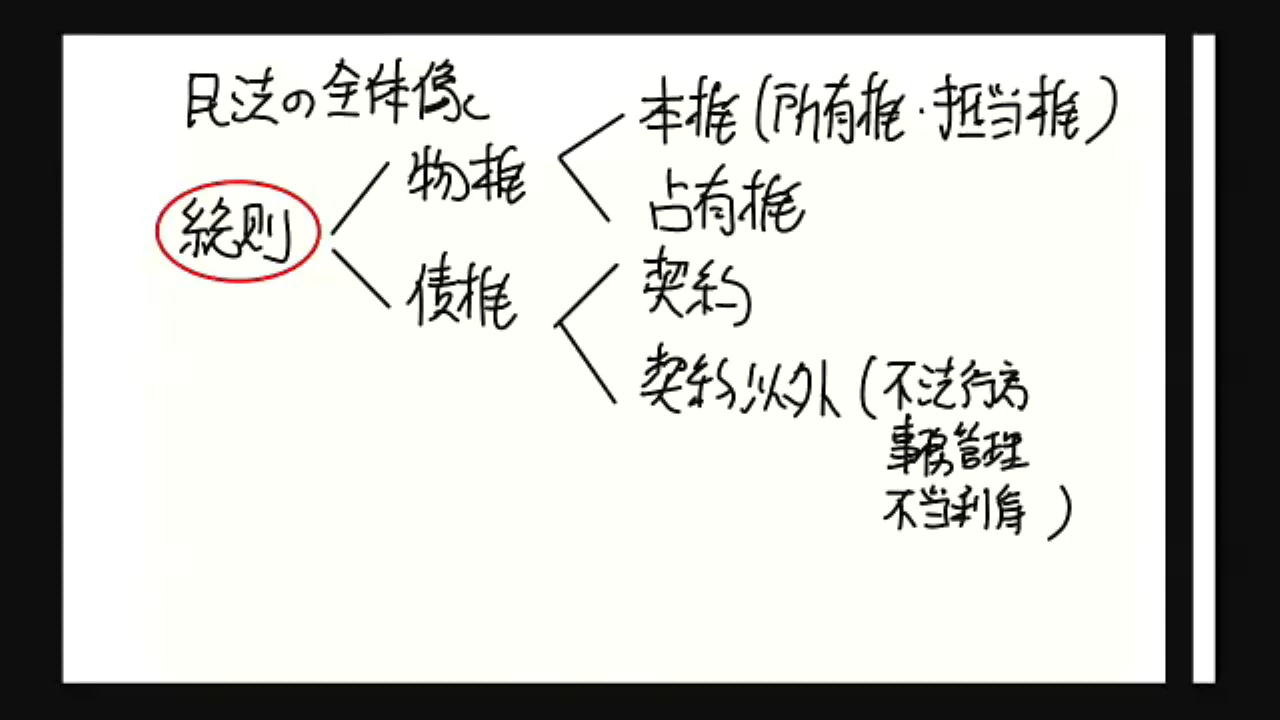 民法の全体像
総則
物権
本権(所有権・担当権)
占有権
債権
契約
契約以外(不法行為
事務管理
不当利得)